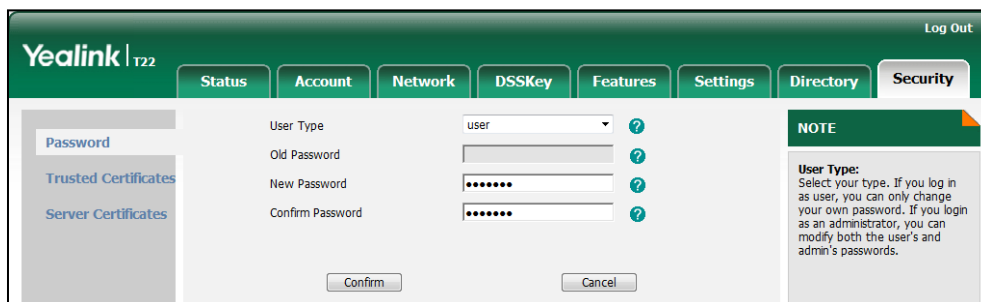 Log Out
Yealink | T22
Status Account Network DSSKey Features Settings Directory Security
Password
Trusted Certificates
Server Certificates
User Type user ?
Old Password ?
New Password ••••••• ?
Confirm Password ••••••• ?
Confirm Cancel
NOTE
User Type:
Select your type. If you log in
as user, you can only change
your own password. If you login
as an administrator, you can
modify both the user's and
admin's passwords.